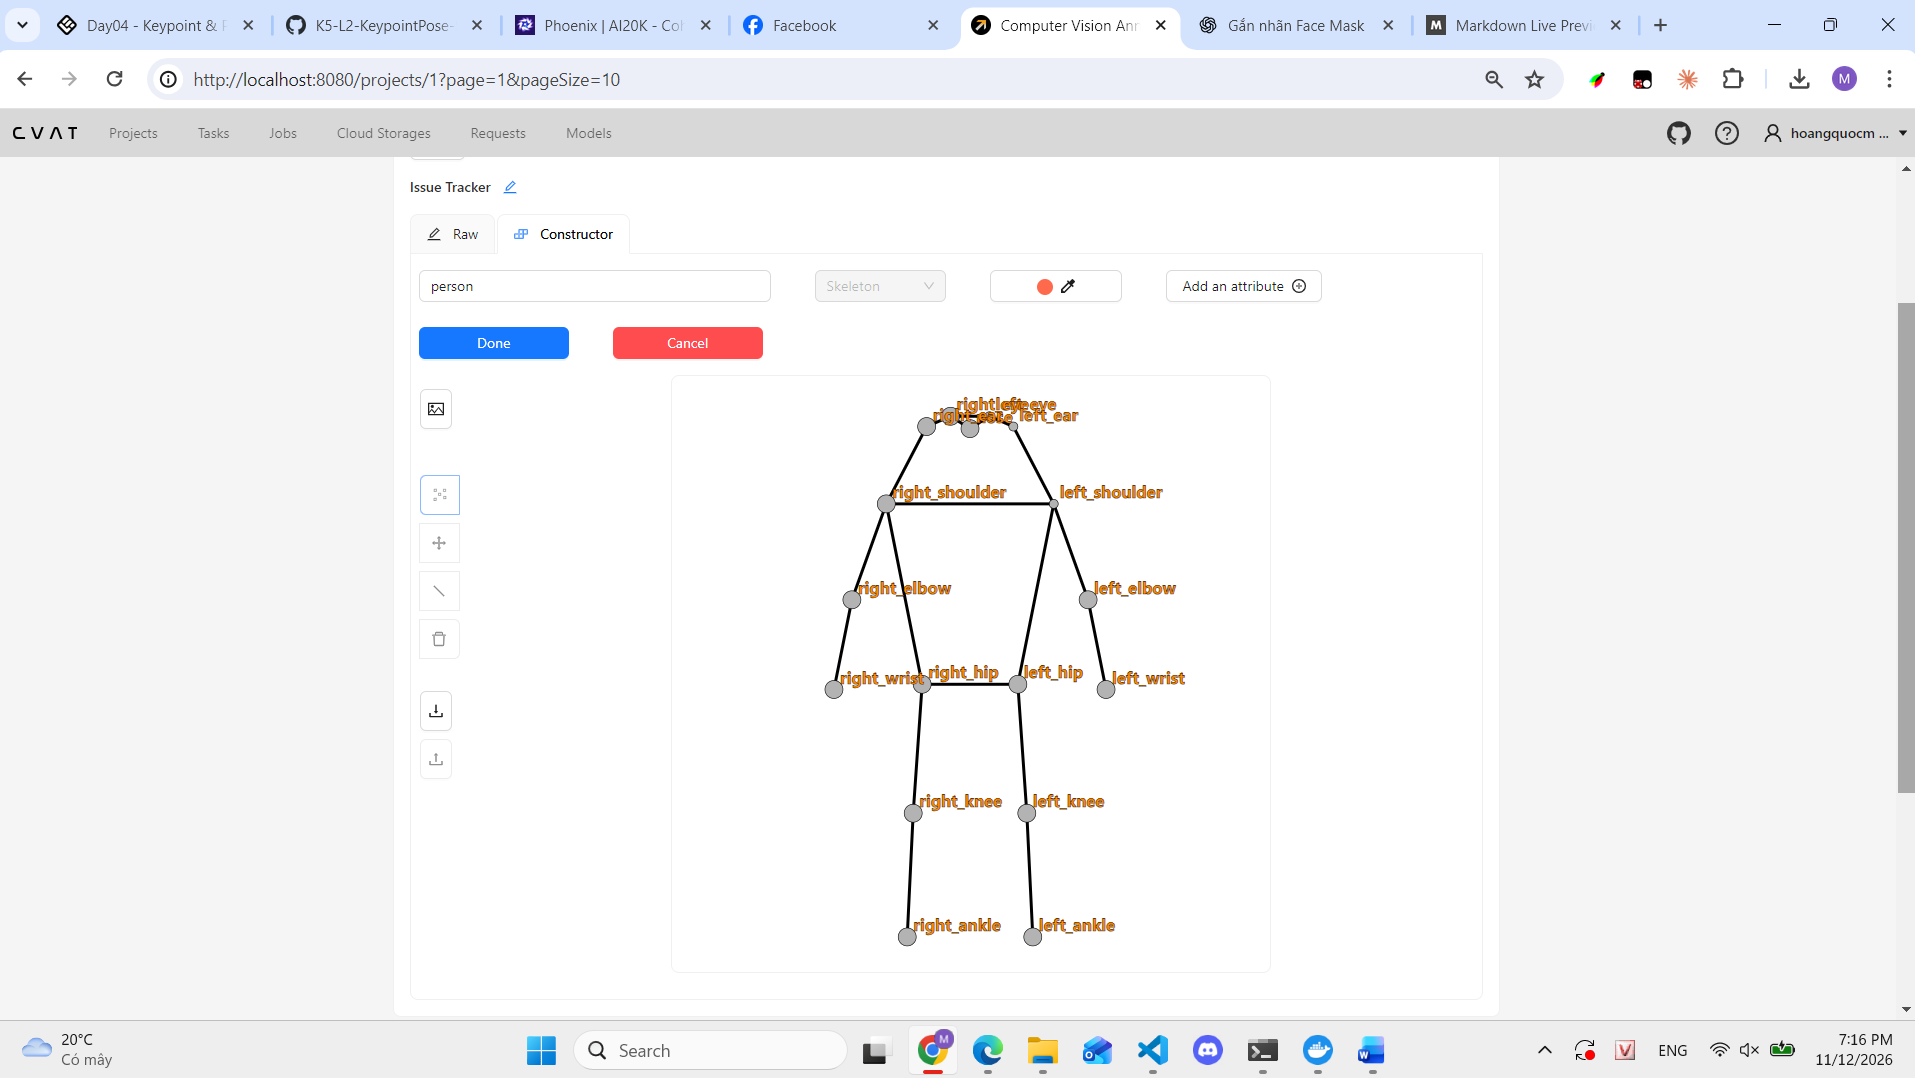 Day04 - Keypoint & P
K5-L2-KeypointPose-
Phoenix | AI20K - Coh
Facebook
Computer Vision Ann
Gắn nhãn Face Mask
Markdown Live Previ
http://localhost:8080/projects/1?page=1&pageSize=10
M
CVAT
Projects
Tasks
Jobs
Cloud Storages
Requests
Models
hoangquocm ...
Issue Tracker
Raw
Constructor
person
Skeleton
Add an attribute
Done
Cancel
left_ear
right_shoulder
left_shoulder
right_elbow
left_elbow
right_wrist
right_hip
left_hip
left_wrist
right_knee
left_knee
right_ankle
left_ankle
20°C
Có mây
Search
M
ENG
7:16 PM
11/12/2026